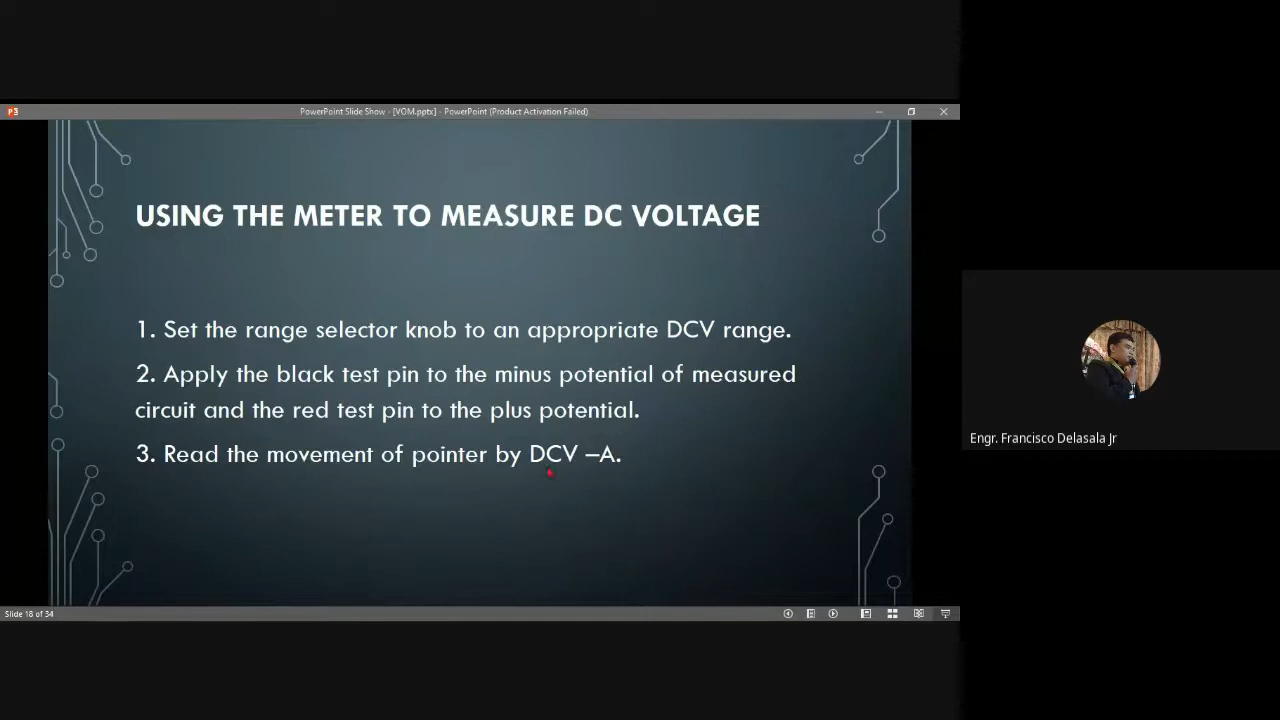 PowerPoint Slide Show - [VOM.pptx] - PowerPoint (Product Activation Failed)
USING THE METER TO MEASURE DC VOLTAGE
1. Set the range selector knob to an appropriate DCV range.
2. Apply the black test pin to the minus potential of measured
circuit and the red test pin to the plus potential.
3. Read the movement of pointer by DCV –A.
Engr. Francisco Delasala Jr
Slide 18 of 34